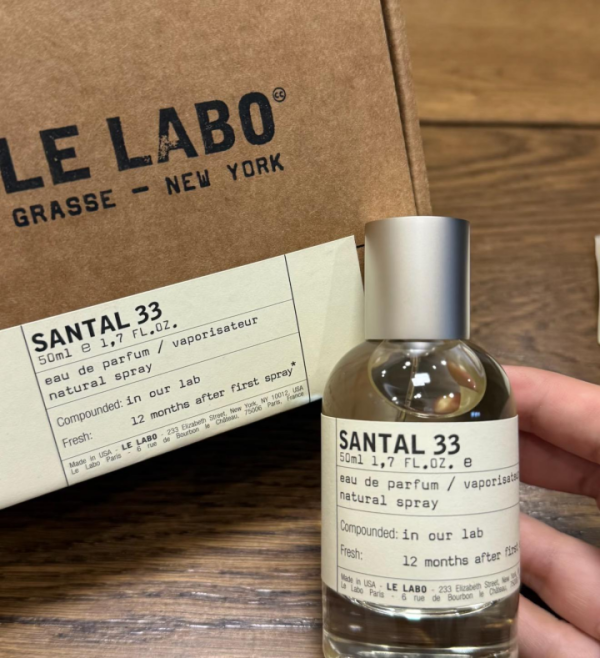 LE LABO
GRASSE — NEW YORK
SANTAL 33
50ml e 1,7 FL.OZ.
eau de parfum / vaporisateur
natural spray
Compounded: in our lab
Fresh: 12 months after first spray*
Made in USA - LE LABO - 233 Elizabeth Street, New York, NY 10012, USA
Le Labo Paris - 6 rue de Bourbon le Château, 75006 Paris, France
SANTAL 33
50ml 1,7 FL.OZ. e
eau de parfum / vaporisat
natural spray
Compounded: in our lab
Fresh: 12 months after first
Made in USA - LE LABO - 233 Elizabeth Street, New York,
Le Labo Paris - 6 rue de Bourbon le Château,